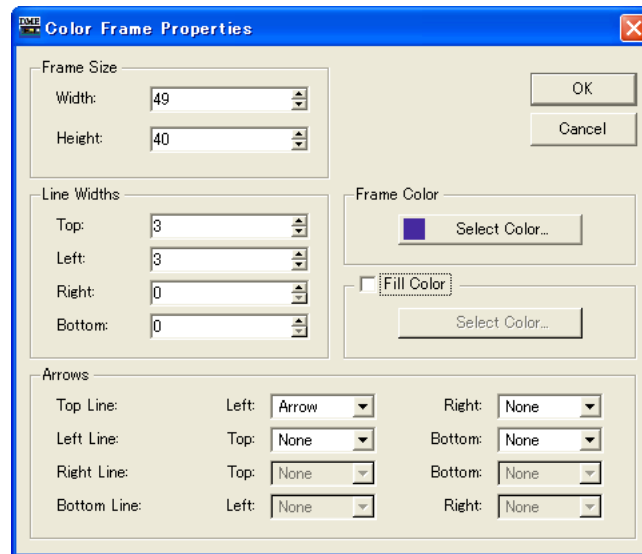 DME Color Frame Properties
Frame Size
Width: 49
Height: 40
OK
Cancel
Line Widths
Top: 3
Left: 3
Right: 0
Bottom: 0
Frame Color
Select Color...
Fill Color
Select Color...
Arrows
Top Line: Left: Arrow Right: None
Left Line: Top: None Bottom: None
Right Line: Top: None Bottom: None
Bottom Line: Left: None Right: None